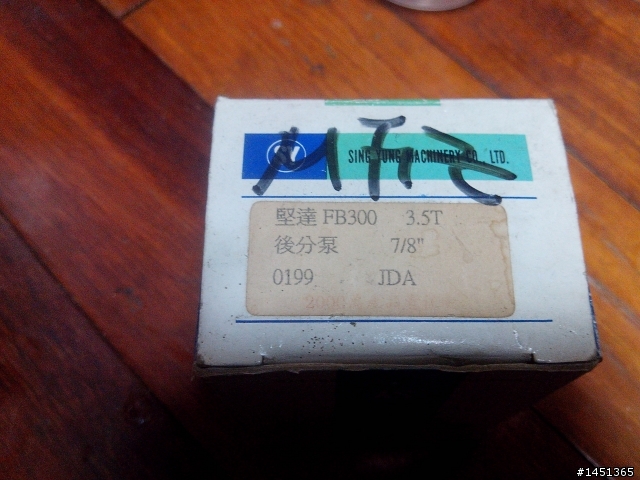 SING YUNG MACHINERY CO., LTD.
堅達 FB300 3.5T
後分泵 7/8"
0199 JDA
#1451365